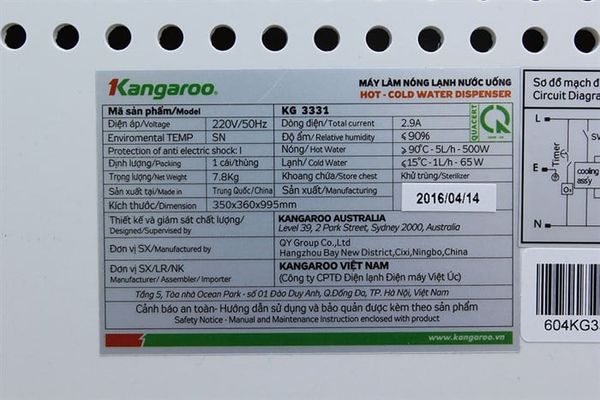 Kangaroo®
MÁY LÀM NÓNG LẠNH NƯỚC UỐNG
HOT - COLD WATER DISPENSER
Mã sản phẩm/Model KG 3331
Điện áp/Voltage 220V/50Hz Dòng điện/Total current 2.9A
Enviromental TEMP SN Độ ẩm/Relative humidity ⩽90%
Protection of anti electric shock: I Nóng/Hot Water ⩾90°C - 5L/h - 500W
Định lượng/Packing 1 cái/thùng Lạnh/Cold Water ⩽15°C - 1L/h - 65W
Trọng lượng/Net Weight 7.8Kg Khoang chứa/Store chest Khử trùng/Sterilizer
Sản xuất tại/Made in Trung Quốc/China Sản xuất/Manufacturing 2016/04/14
Kích thước/Dimension 350x360x995mm
QUACERT
Thiết kế và giám sát chất lượng/ KANGAROO AUSTRALIA
Designed/Supervised by Level 39, 2 Park Street, Sydney 2000, Australia
Đơn vị SX/Manufactured by QY Group Co.,Ltd
Hangzhou Bay New District,Cixi,Ningbo,China
Đơn vị SX/LR/NK KANGAROO VIỆT NAM
Manufacturer/Assembler/ Importer (Công ty CPTĐ Điện lạnh Điện máy Việt Úc)
Tầng 5, Tòa nhà Ocean Park - số 01 Đào Duy Anh, Q.Đống Đa, TP. Hà Nội, Việt Nam
Cảnh báo an toàn- Hướng dẫn sử dụng và bảo quản được kèm theo sản phẩm
Safety Notice - Manual and Maintenance Instruction enclosed with product
www.kangaroo.vn
Sơ đồ mạch đ
Circuit Diagra
L
SW
Timer
E
O₃
cooling
ass'y
N
604KG33